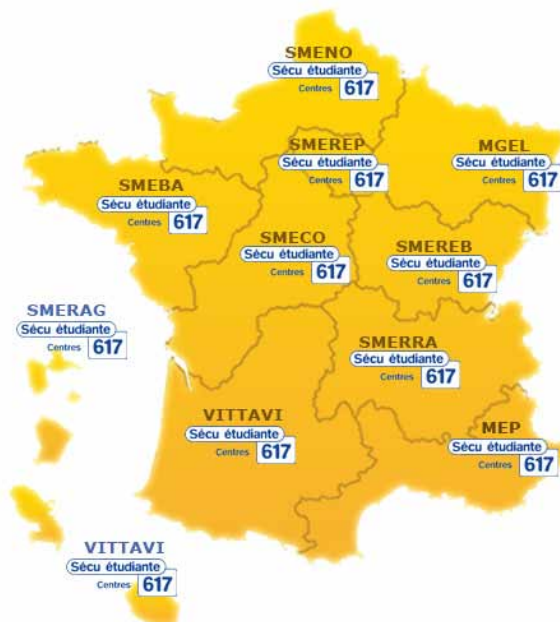 SMENO
Sécu étudiante
Centres 617
SMEREP
Sécu étudiante
Centres 617
MGEL
Sécu étudiante
Centres 617
SMEBA
Sécu étudiante
Centres 617
SMECO
Sécu étudiante
Centres 617
SMEREB
Sécu étudiante
Centres 617
SMERAG
Sécu étudiante
Centres 617
SMERRA
Sécu étudiante
Centres 617
VITTAVI
Sécu étudiante
Centres 617
MEP
Sécu étudiante
Centres 617
VITTAVI
Sécu étudiante
Centres 617